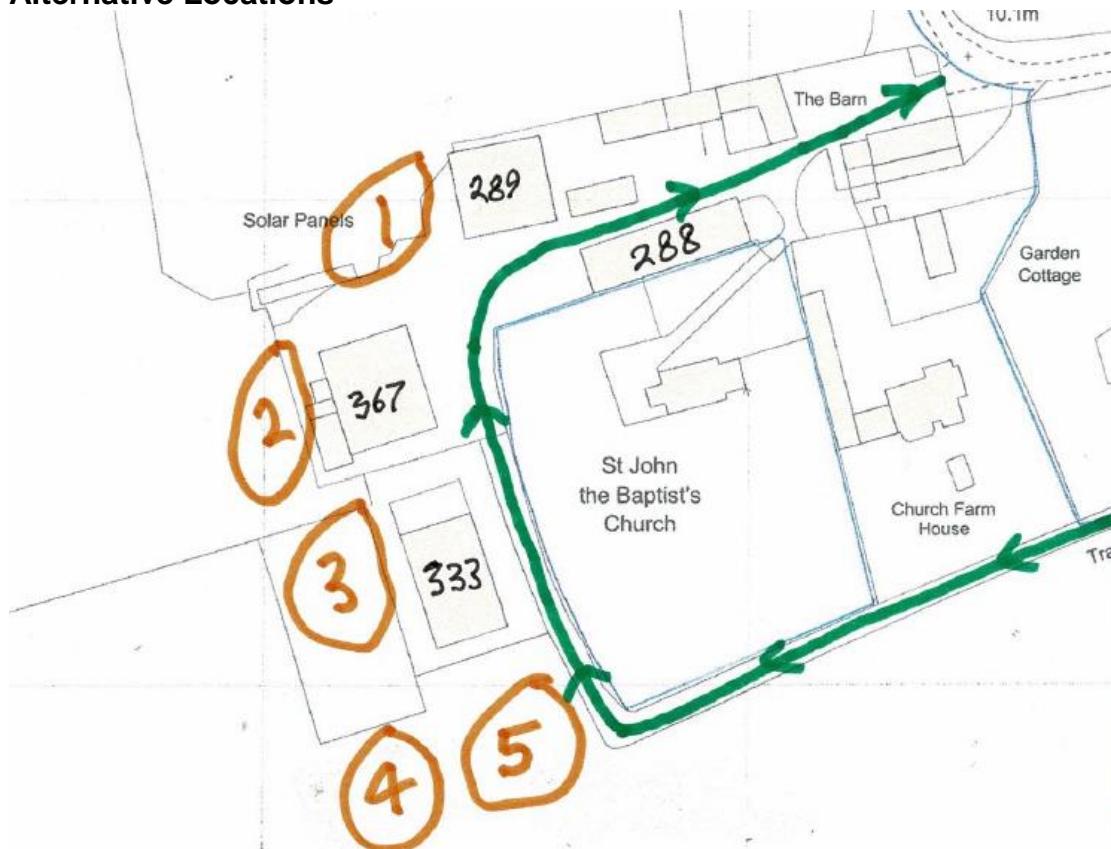 Alternative Locations
10.1m
The Barn
289
1
Solar Panels
288
Garden
Cottage
2
367
St John
the Baptist's
Church
Church Farm
House
3
333
Tra
5
4